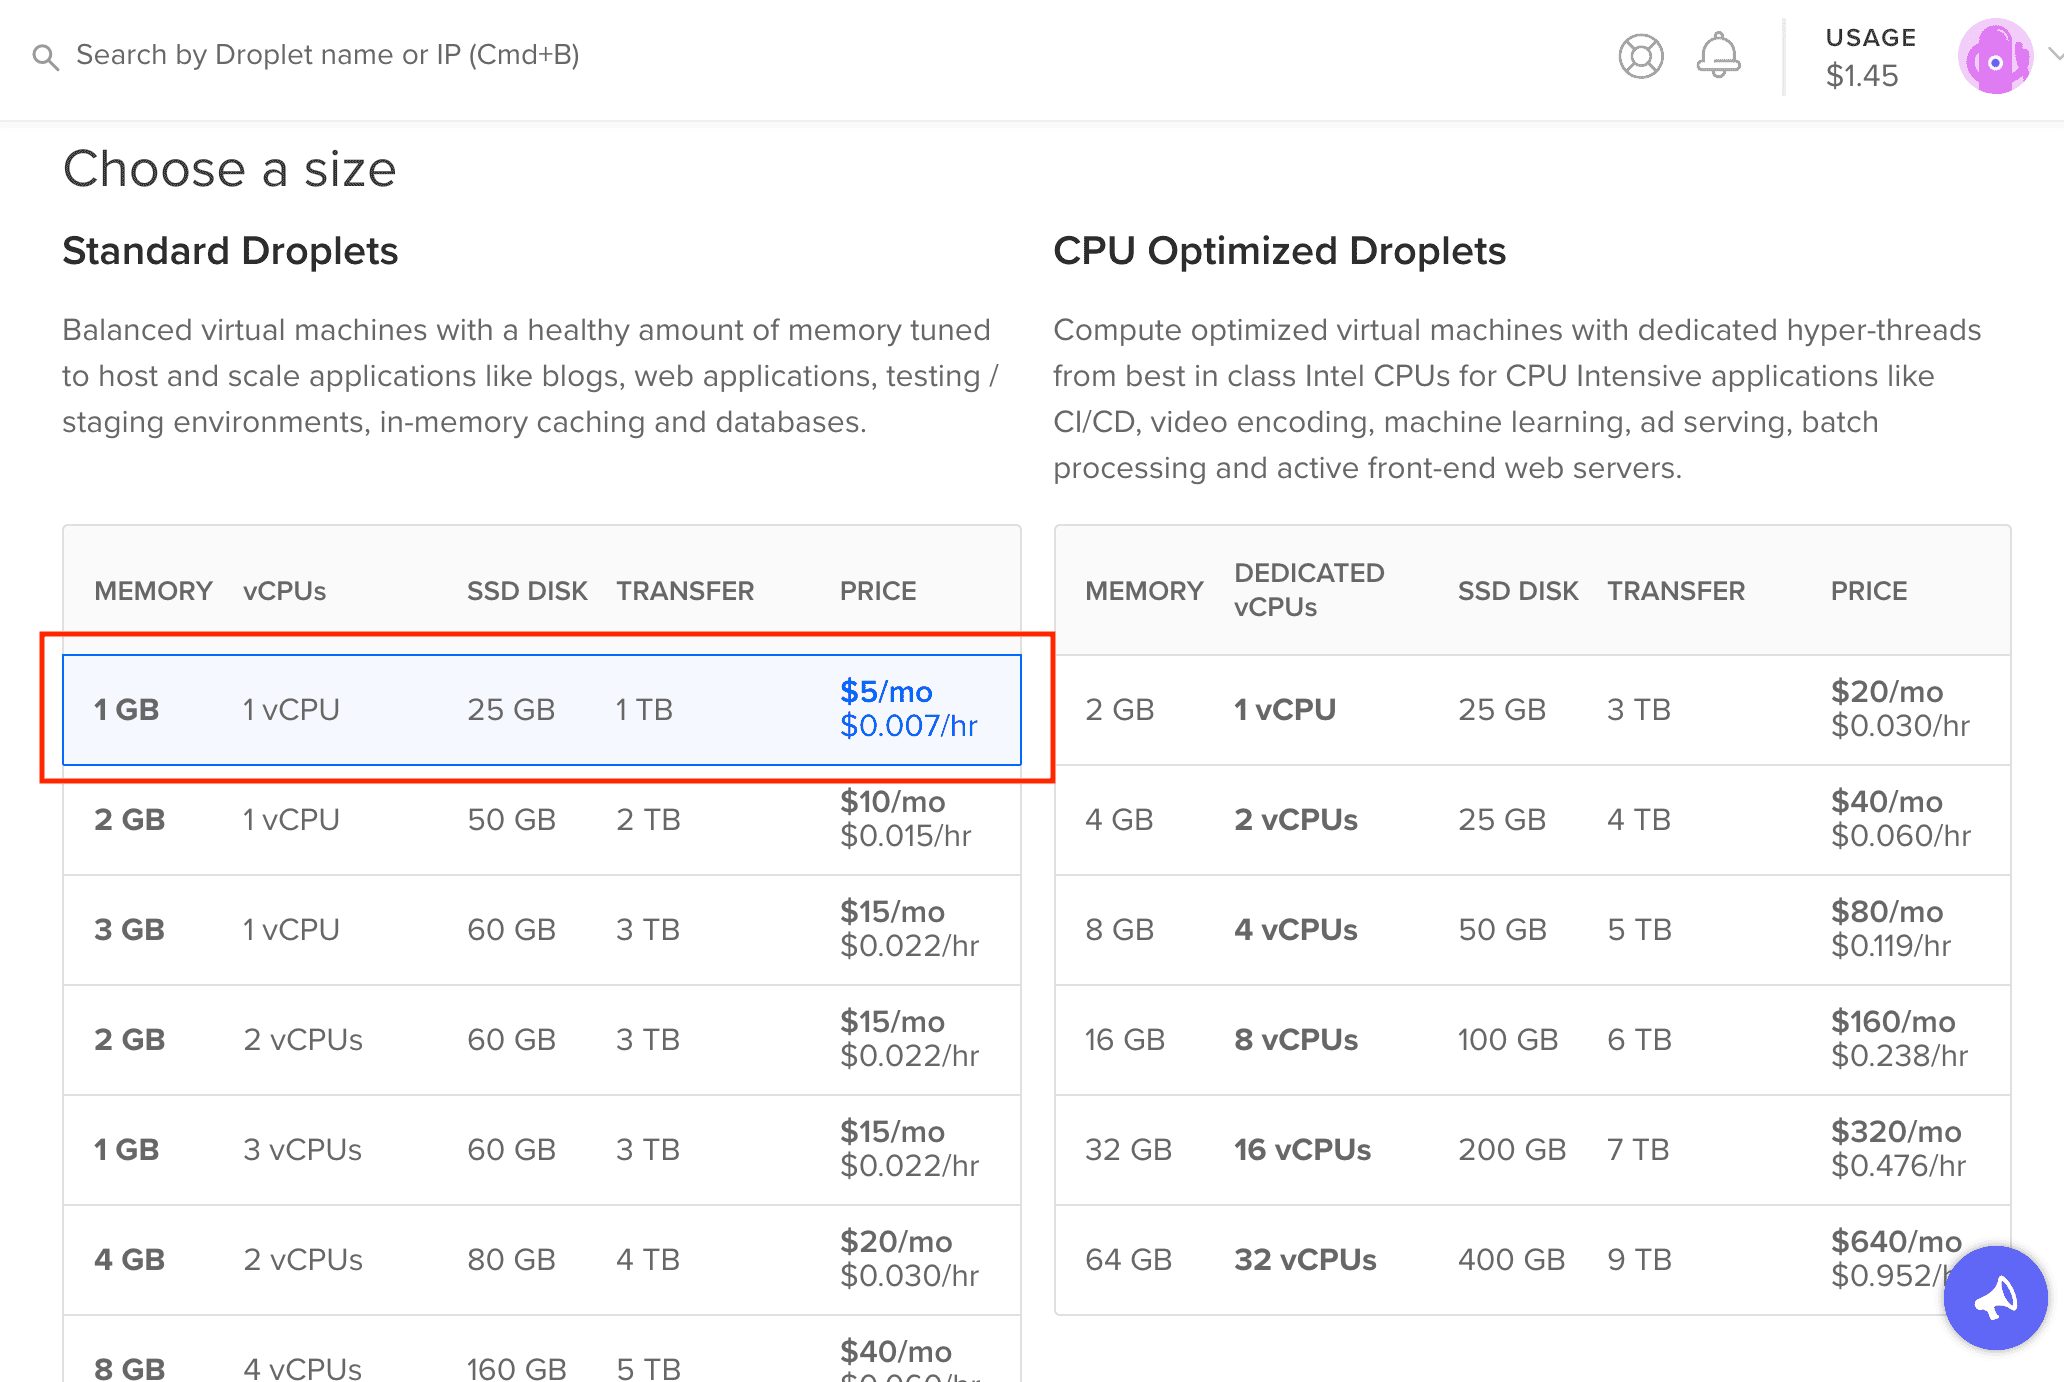 Search by Droplet name or IP (Cmd+B)
USAGE
$1.45
Choose a size
Standard Droplets
Balanced virtual machines with a healthy amount of memory tuned
to host and scale applications like blogs, web applications, testing /
staging environments, in-memory caching and databases.
MEMORY vCPUs SSD DISK TRANSFER PRICE
1 GB 1 vCPU 25 GB 1 TB $5/mo
$0.007/hr
2 GB 1 vCPU 50 GB 2 TB $10/mo
$0.015/hr
3 GB 1 vCPU 60 GB 3 TB $15/mo
$0.022/hr
2 GB 2 vCPUs 60 GB 3 TB $15/mo
$0.022/hr
1 GB 3 vCPUs 60 GB 3 TB $15/mo
$0.022/hr
4 GB 2 vCPUs 80 GB 4 TB $20/mo
$0.030/hr
8 GB 4 vCPUs 160 GB 5 TB $40/mo
CPU Optimized Droplets
Compute optimized virtual machines with dedicated hyper-threads
from best in class Intel CPUs for CPU Intensive applications like
CI/CD, video encoding, machine learning, ad serving, batch
processing and active front-end web servers.
MEMORY DEDICATED vCPUs SSD DISK TRANSFER PRICE
2 GB 1 vCPU 25 GB 3 TB $20/mo
$0.030/hr
4 GB 2 vCPUs 25 GB 4 TB $40/mo
$0.060/hr
8 GB 4 vCPUs 50 GB 5 TB $80/mo
$0.119/hr
16 GB 8 vCPUs 100 GB 6 TB $160/mo
$0.238/hr
32 GB 16 vCPUs 200 GB 7 TB $320/mo
$0.476/hr
64 GB 32 vCPUs 400 GB 9 TB $640/mo
$0.952/